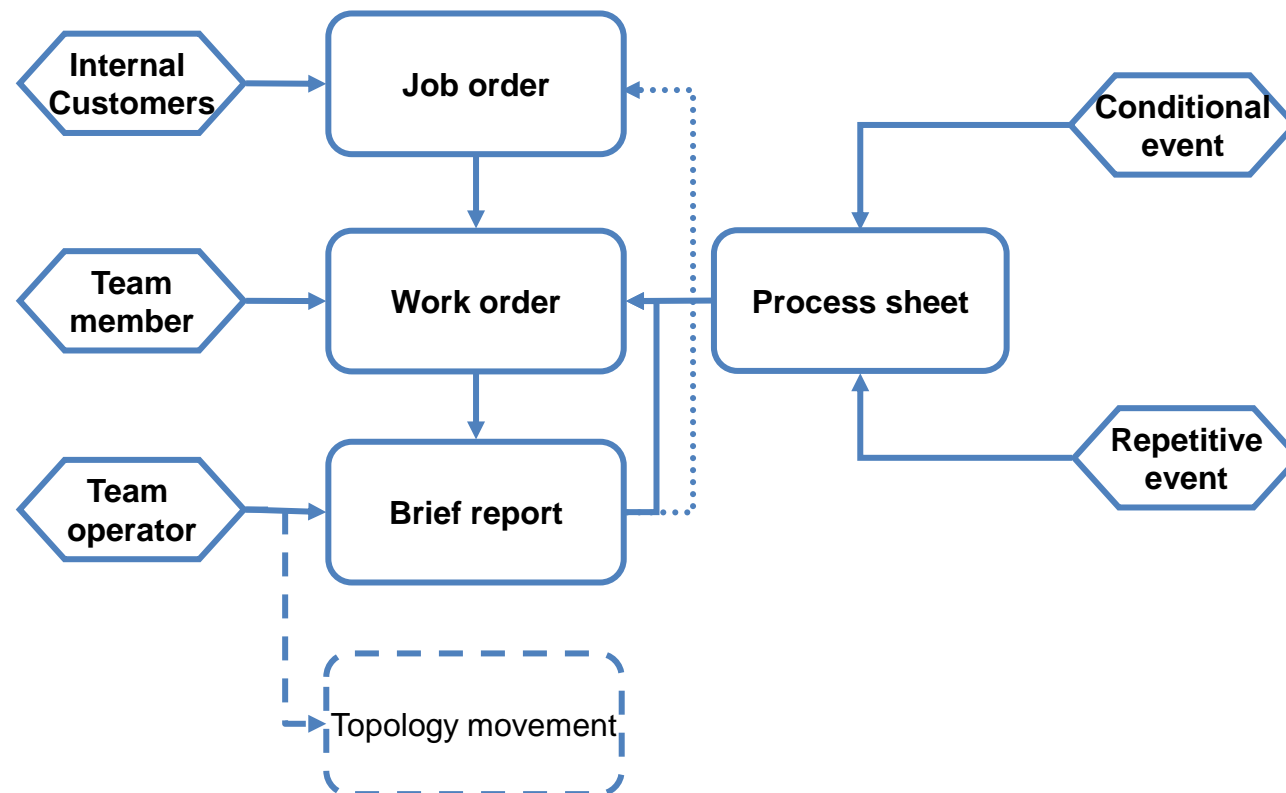 Internal
Customers
Job order
Conditional
event
Team
member
Work order
Process sheet
Team
operator
Brief report
Repetitive
event
Topology movement